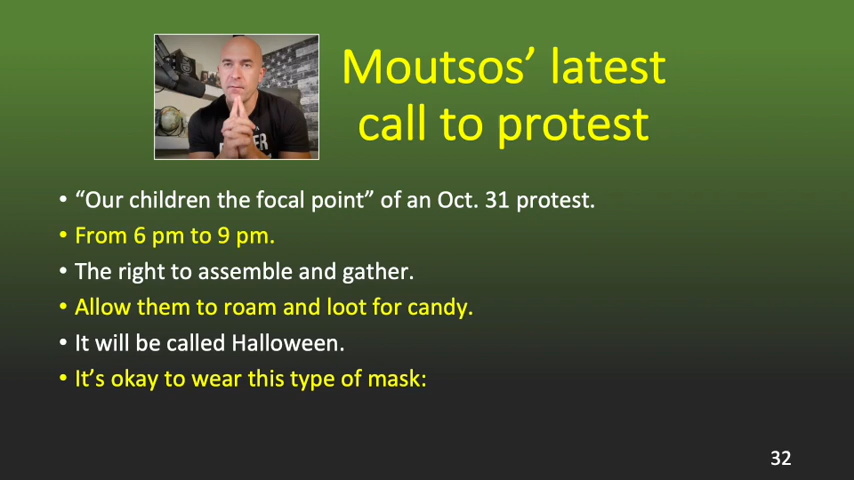 Moutsos’ latest
call to protest
• “Our children the focal point” of an Oct. 31 protest.
• From 6 pm to 9 pm.
• The right to assemble and gather.
• Allow them to roam and loot for candy.
• It will be called Halloween.
• It’s okay to wear this type of mask:
32